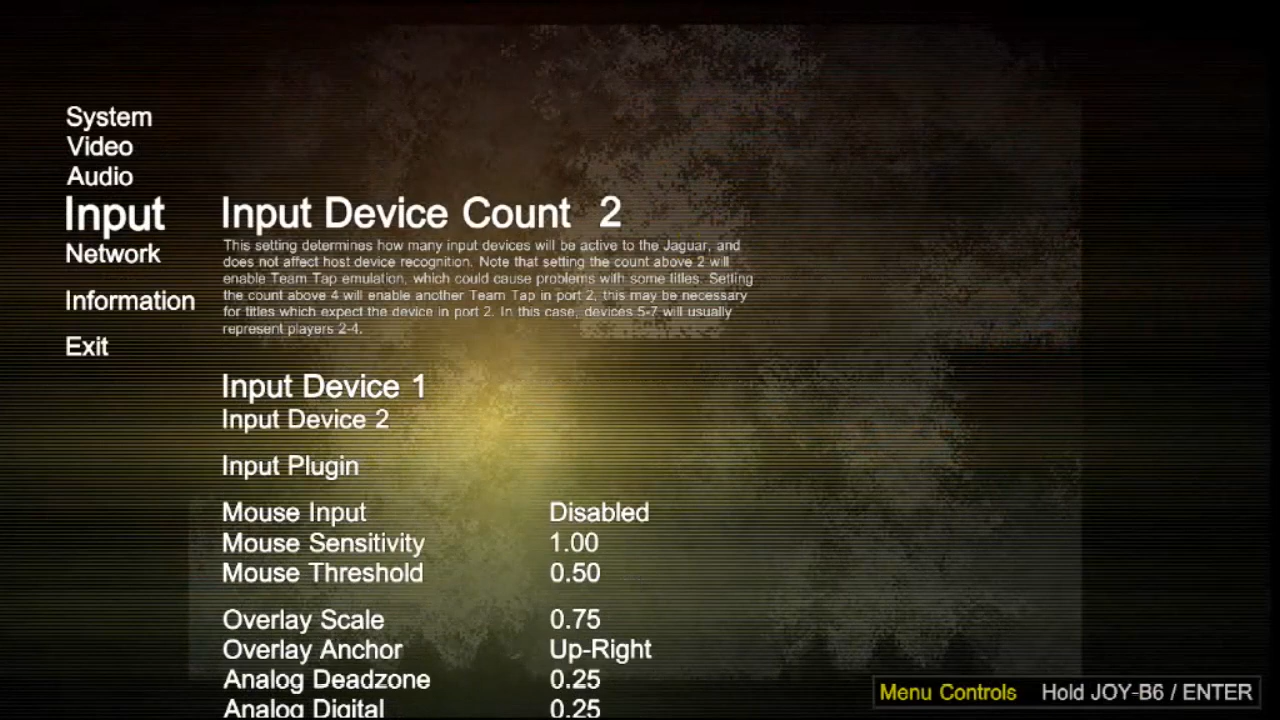 System
Video
Audio
Input
Network
Information
Exit
Input Device Count 2
This setting determines how many input devices will be active to the Jaguar, and
does not affect host device recognition. Note that setting the count above 2 will
enable Team Tap emulation, which could cause problems with some titles. Setting
the count above 4 will enable another Team Tap in port 2, this may be necessary
for titles which expect the device in port 2. In this case, devices 5-7 will usually
represent players 2-4.
Input Device 1
Input Device 2
Input Plugin
Mouse Input Disabled
Mouse Sensitivity 1.00
Mouse Threshold 0.50
Overlay Scale 0.75
Overlay Anchor Up-Right
Analog Deadzone 0.25
Analog Digital 0.25
Menu Controls Hold JOY-B6 / ENTER